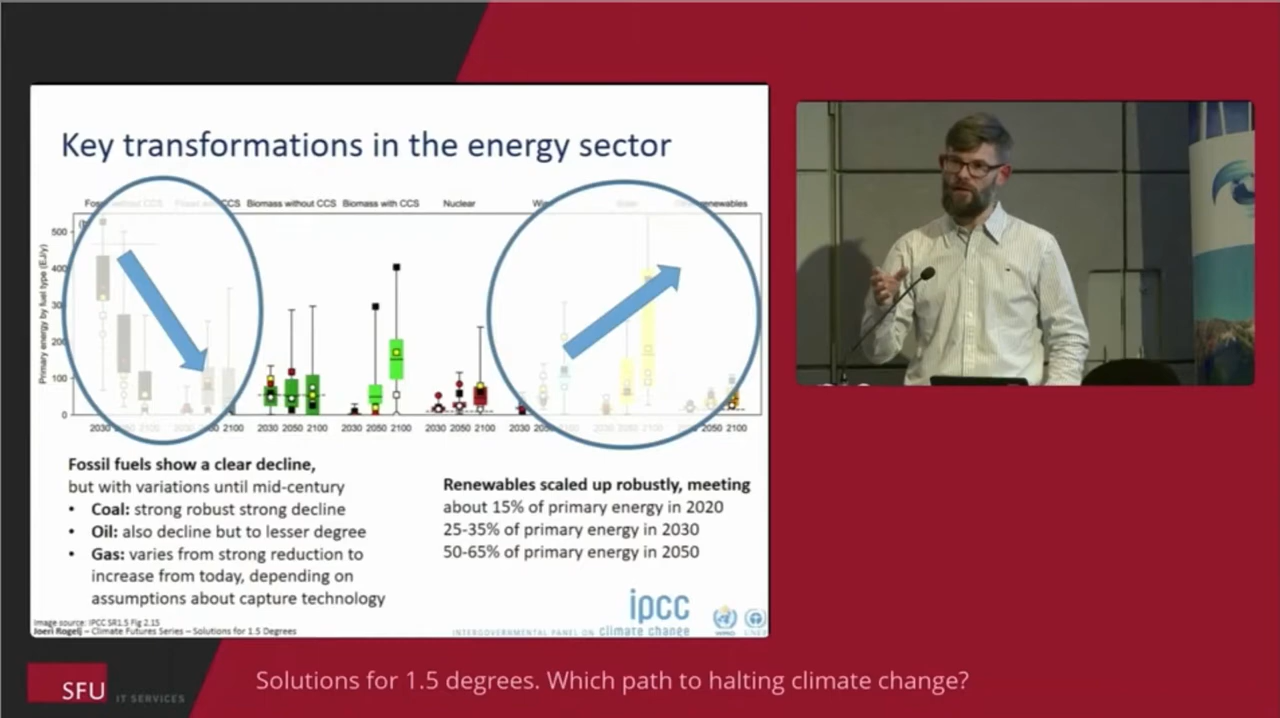 Key transformations in the energy sector
CCS Biomass without CCS Biomass with CCS Nuclear renewables
Primary energy by fuel type (EJ/y)
500
400
200
100
0
2030 2030 2050 2100 2030 2050 2100 2030 2050 2100 2030 2050 2100
Fossil fuels show a clear decline,
but with variations until mid-century
• Coal: strong robust strong decline
• Oil: also decline but to lesser degree
• Gas: varies from strong reduction to
increase from today, depending on
assumptions about capture technology
Renewables scaled up robustly, meeting
about 15% of primary energy in 2020
25-35% of primary energy in 2030
50-65% of primary energy in 2050
ipcc
INTERGOVERNMENTAL PANEL ON climate change
Image source: IPCC SR1.5 Fig 2.15
Joeri Rogelj – Climate Futures Series – Solutions for 1.5 Degrees
SFU IT SERVICES
Solutions for 1.5 degrees. Which path to halting climate change?